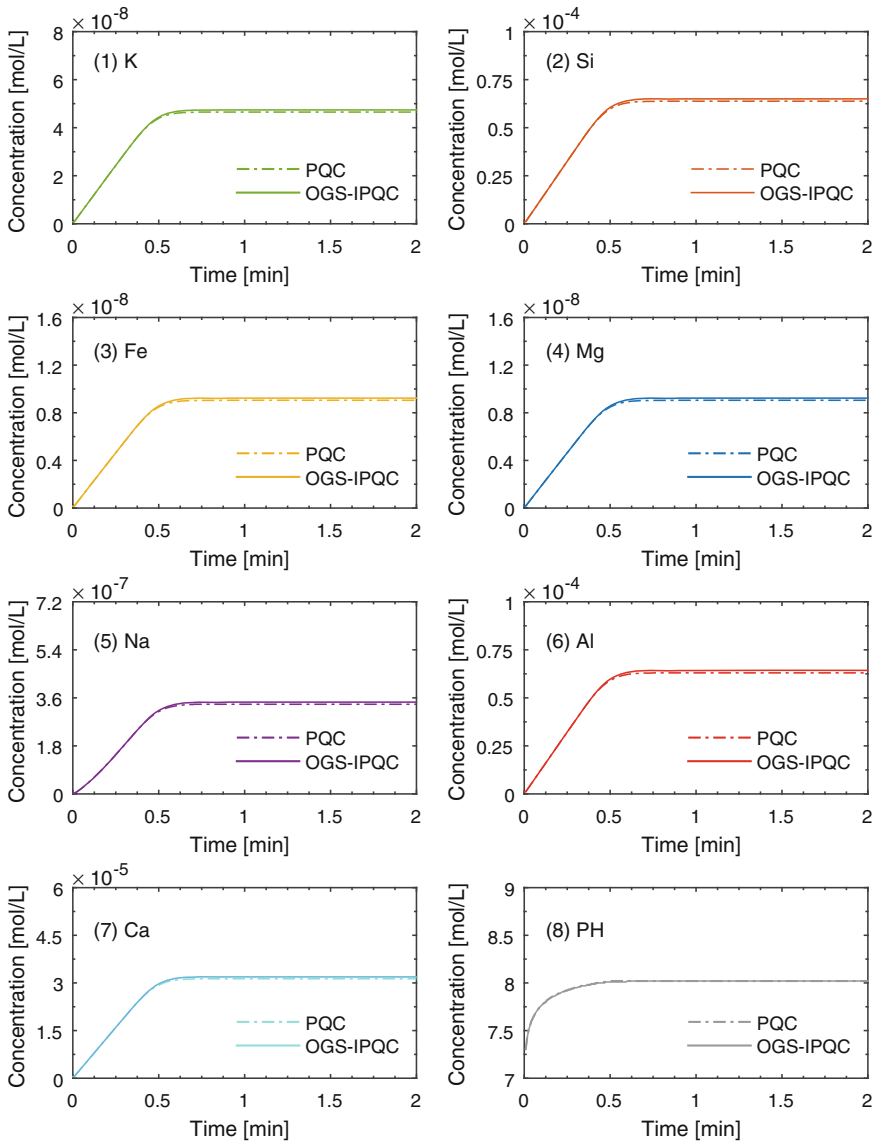 × 10-8
8
6
4
2
0
Concentration [mol/L]
(1) K
PQC
OGS-IPQC
0 0.5 1 1.5 2
Time [min]
× 10-4
1
0.75
0.5
0.25
0
Concentration [mol/L]
(2) Si
PQC
OGS-IPQC
0 0.5 1 1.5 2
Time [min]
× 10-8
1.6
1.2
0.8
0.4
0
Concentration [mol/L]
(3) Fe
PQC
OGS-IPQC
0 0.5 1 1.5 2
Time [min]
× 10-8
1.6
1.2
0.8
0.4
0
Concentration [mol/L]
(4) Mg
PQC
OGS-IPQC
0 0.5 1 1.5 2
Time [min]
× 10-7
7.2
5.4
3.6
1.8
0
Concentration [mol/L]
(5) Na
PQC
OGS-IPQC
0 0.5 1 1.5 2
Time [min]
× 10-4
1
0.75
0.5
0.25
0
Concentration [mol/L]
(6) Al
PQC
OGS-IPQC
0 0.5 1 1.5 2
Time [min]
× 10-5
6
4.5
3
1.5
0
Concentration [mol/L]
(7) Ca
PQC
OGS-IPQC
0 0.5 1 1.5 2
Time [min]
9
8.5
8
7.5
7
Concentration [mol/L]
(8) PH
PQC
OGS-IPQC
0 0.5 1 1.5 2
Time [min]